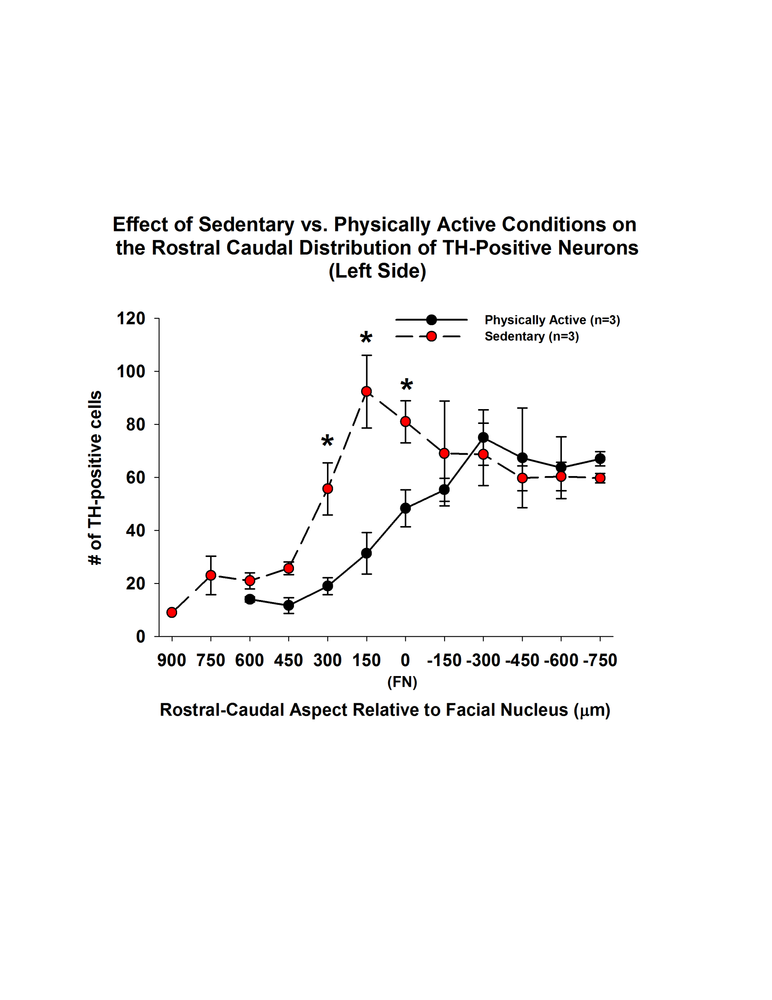 Effect of Sedentary vs. Physically Active Conditions on
the Rostral Caudal Distribution of TH-Positive Neurons
(Left Side)
120
100
80
60
40
20
0
# of TH-positive cells
Physically Active (n=3)
Sedentary (n=3)
*
*
*
900 750 600 450 300 150 0 -150 -300 -450 -600 -750
(FN)
Rostral-Caudal Aspect Relative to Facial Nucleus (μm)